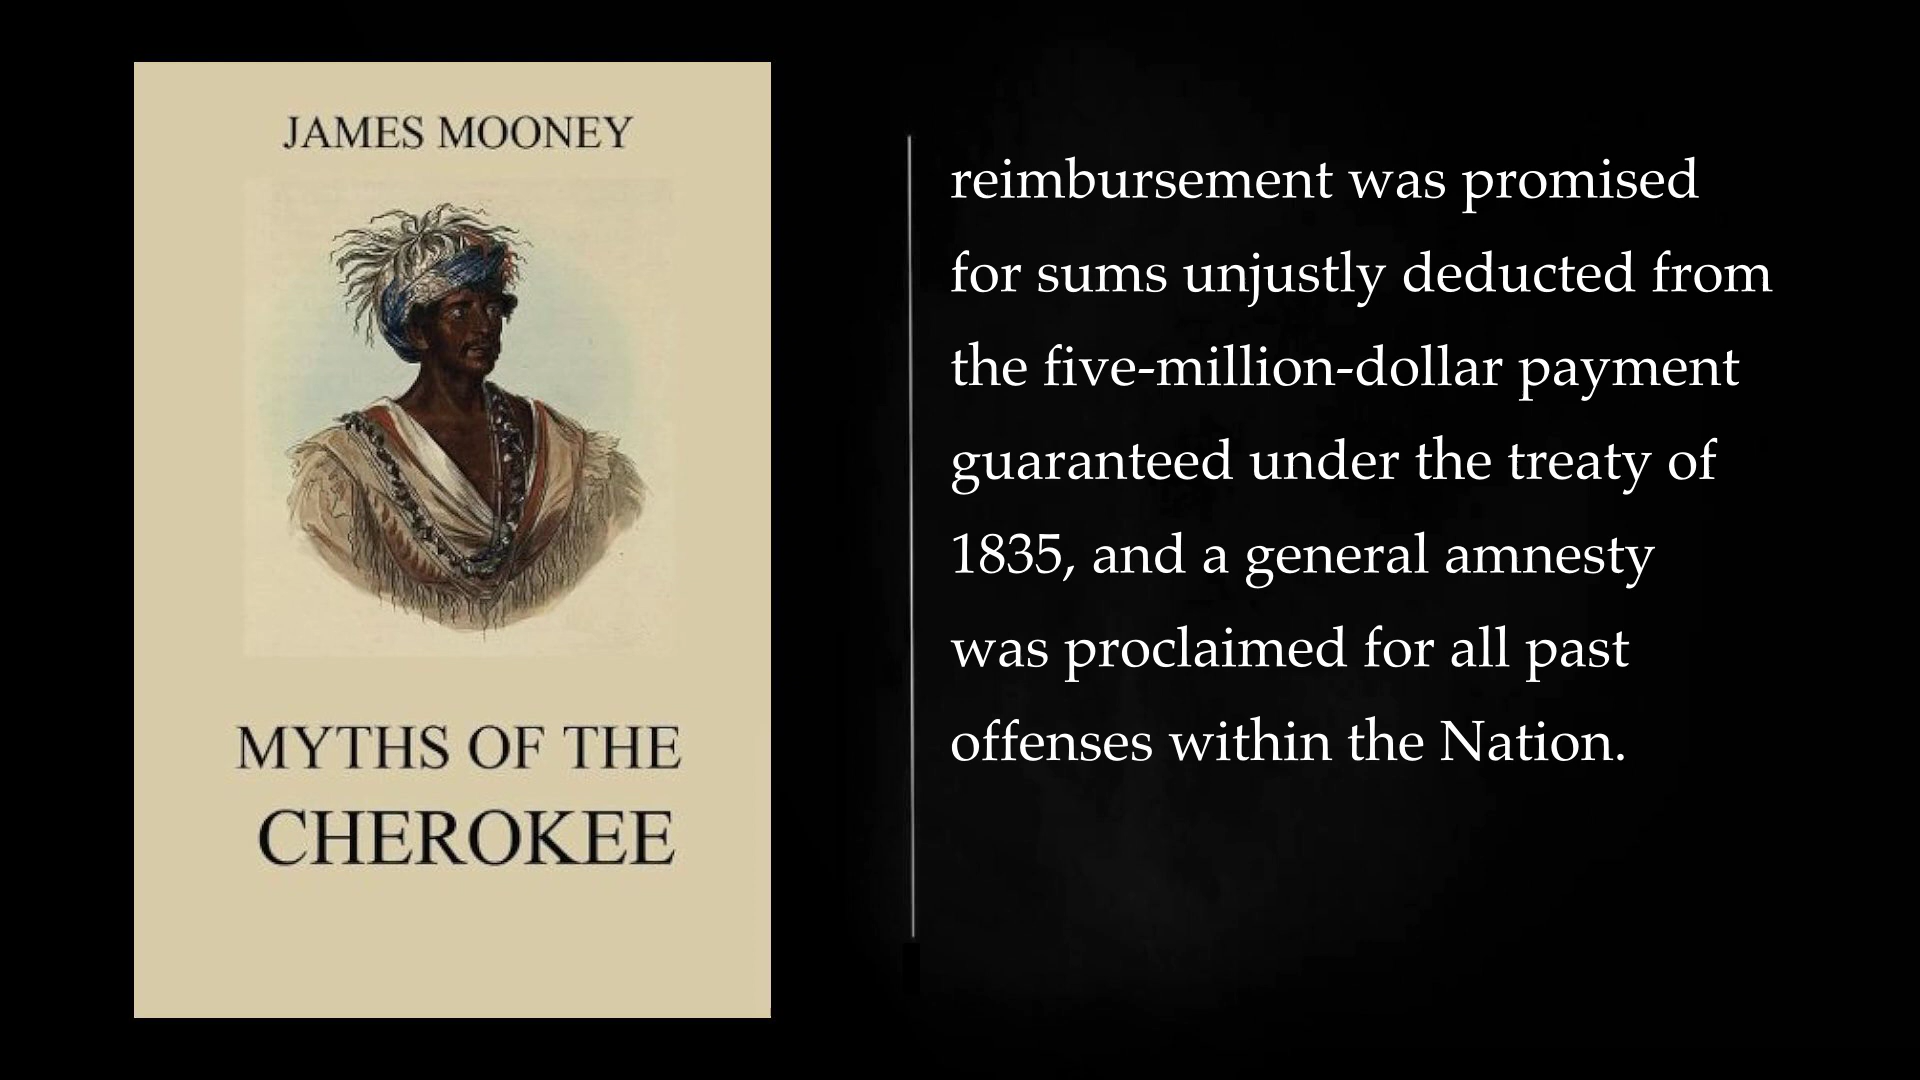 JAMES MOONEY
MYTHS OF THE
CHEROKEE
reimbursement was promised
for sums unjustly deducted from
the five-million-dollar payment
guaranteed under the treaty of
1835, and a general amnesty
was proclaimed for all past
offenses within the Nation.